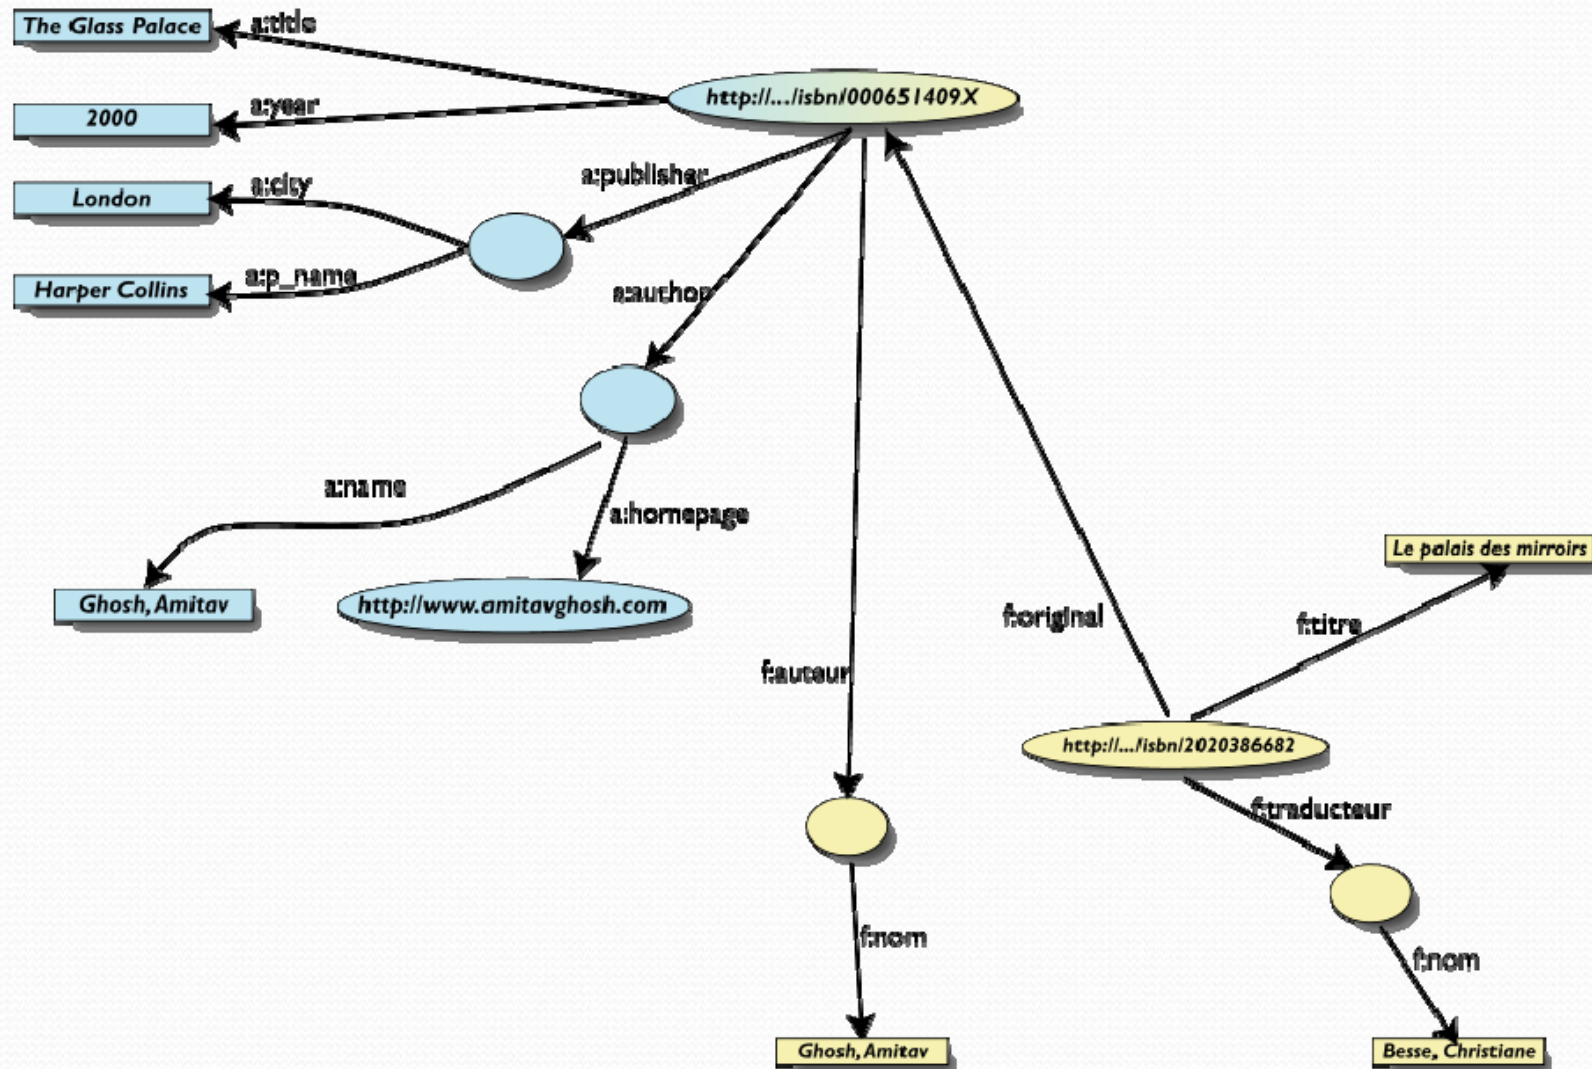 The Glass Palace
a:title
http://.../isbn/000651409X
2000
a:year
a:publisher
London
a:city
Harper Collins
a:p_name
a:author
a:name
a:homepage
Ghosh, Amitav
http://www.amitavghosh.com
Le palais des mirroirs
f:original
f:titre
f:auteur
http://.../isbn/2020386682
f:traducteur
f:nom
f:nom
Ghosh, Amitav
Besse, Christiane